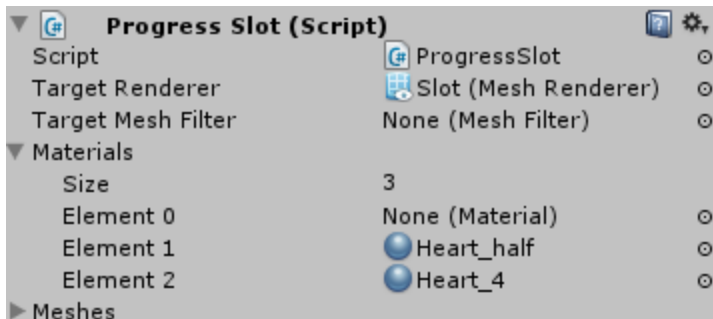 Progress Slot (Script)
Script ProgressSlot
Target Renderer Slot (Mesh Renderer)
Target Mesh Filter None (Mesh Filter)
Materials
Size 3
Element 0 None (Material)
Element 1 Heart_half
Element 2 Heart_4
Meshes